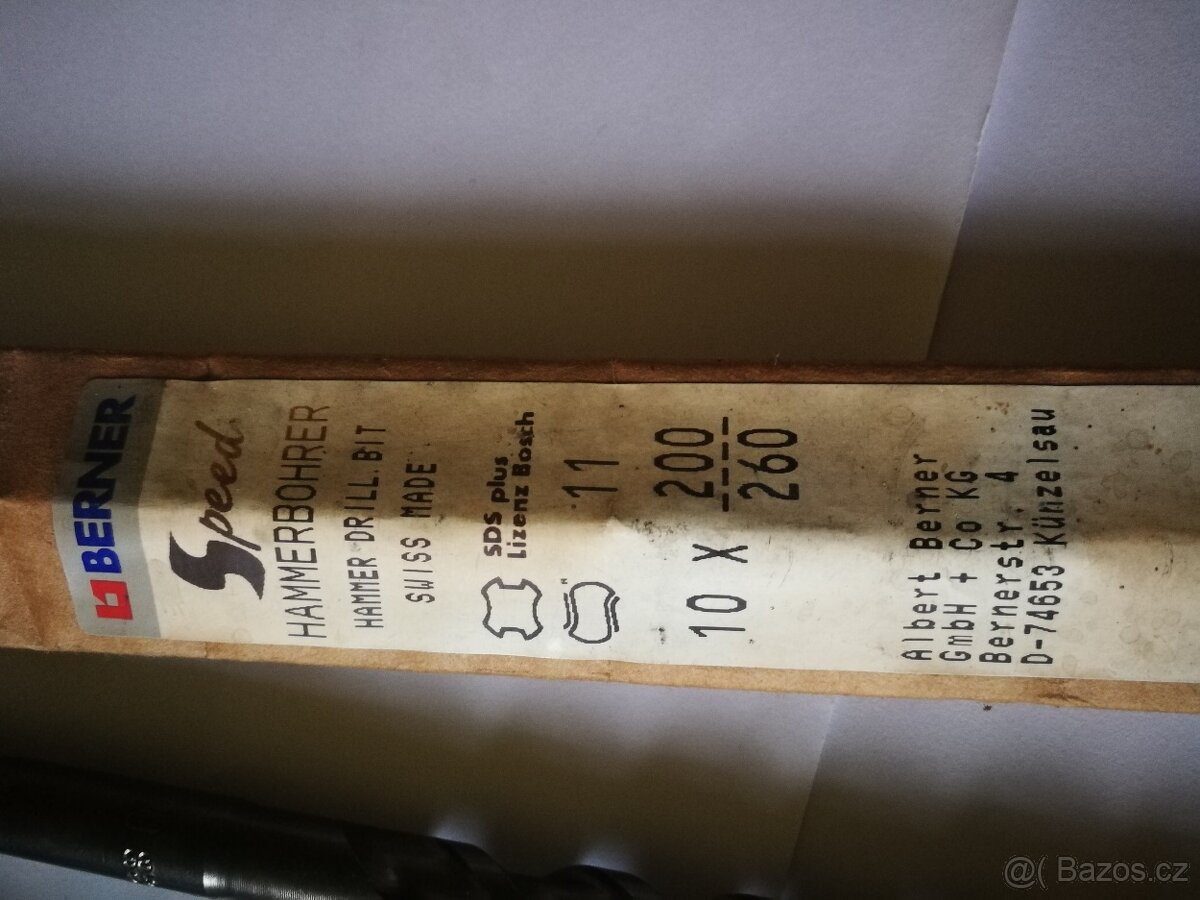 BERNER
Speed
HAMMERBOHRER
HAMMER DRILL.BIT
SWISS MADE
SDS plus
Lizenz Bosch
11
10 X 200
260
Albert Berner
GmbH + Co KG
Bernerstr. 4
D-74653 Künzelsau
@( Bazos.cz